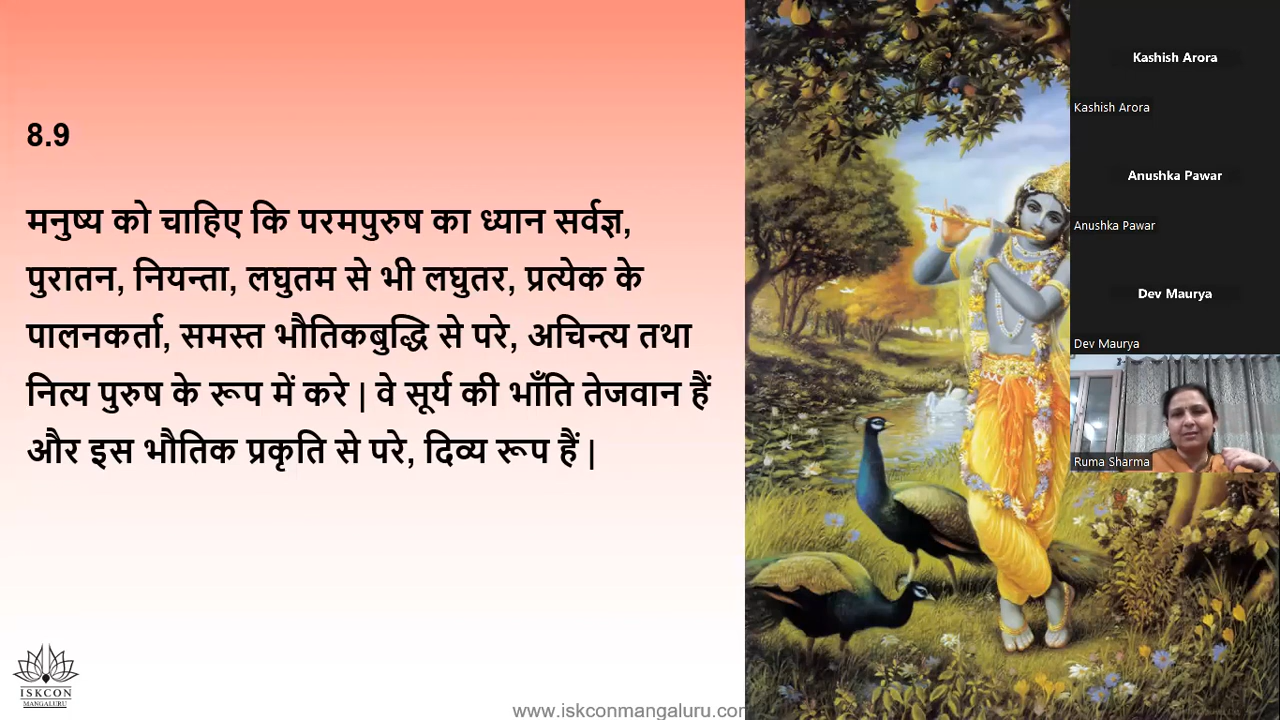 8.9
मनुष्य को चाहिए कि परमपुरुष का ध्यान सर्वज्ञ,
पुरातन, नियन्ता, लघुतम से भी लघुतर, प्रत्येक के
पालनकर्ता, समस्त भौतिकबुद्धि से परे, अचिन्त्य तथा
नित्य पुरुष के रूप में करे | वे सूर्य की भाँति तेजवान हैं
और इस भौतिक प्रकृति से परे, दिव्य रूप हैं |
ISKCON
MANGALURU
www.iskconmangaluru.com
Kashish Arora
Kashish Arora
Anushka Pawar
Anushka Pawar
Dev Maurya
Dev Maurya
Ruma Sharma